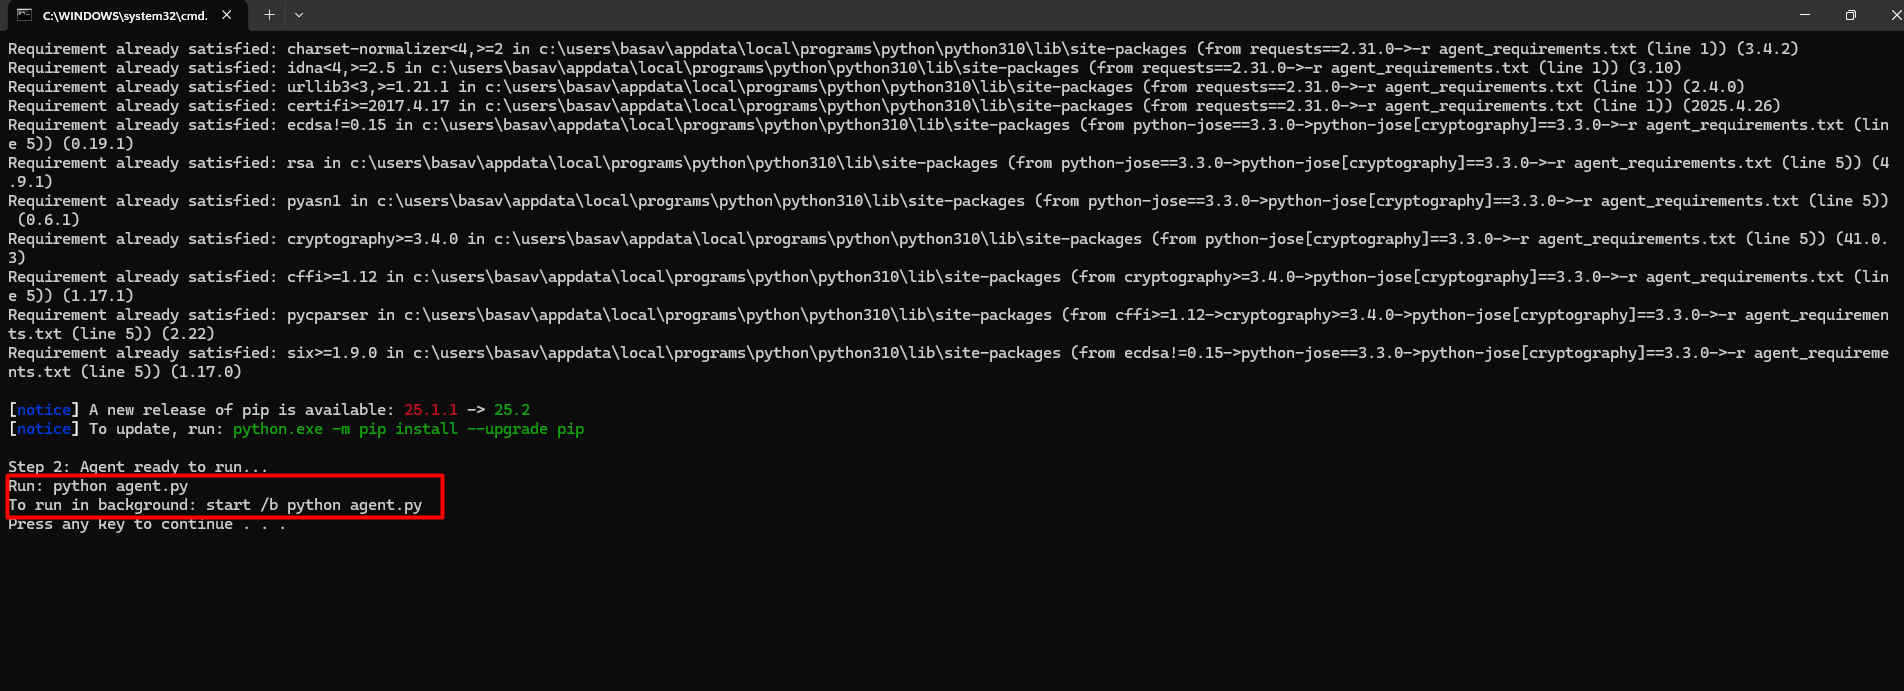 C:\WINDOWS\system32\cmd.
Requirement already satisfied: charset-normalizer<4,>=2 in c:\users\basav\appdata\local\programs\python\python310\lib\site-packages (from requests==2.31.0->-r agent_requirements.txt (line 1)) (3.4.2)
Requirement already satisfied: idna<4,>=2.5 in c:\users\basav\appdata\local\programs\python\python310\lib\site-packages (from requests==2.31.0->-r agent_requirements.txt (line 1)) (3.10)
Requirement already satisfied: urllib3<3,>=1.21.1 in c:\users\basav\appdata\local\programs\python\python310\lib\site-packages (from requests==2.31.0->-r agent_requirements.txt (line 1)) (2.4.0)
Requirement already satisfied: certifi>=2017.4.17 in c:\users\basav\appdata\local\programs\python\python310\lib\site-packages (from requests==2.31.0->-r agent_requirements.txt (line 1)) (2025.4.26)
Requirement already satisfied: ecdsa!=0.15 in c:\users\basav\appdata\local\programs\python\python310\lib\site-packages (from python-jose==3.3.0->python-jose[cryptography]==3.3.0->-r agent_requirements.txt (lin
e 5)) (0.19.1)
Requirement already satisfied: rsa in c:\users\basav\appdata\local\programs\python\python310\lib\site-packages (from python-jose==3.3.0->python-jose[cryptography]==3.3.0->-r agent_requirements.txt (line 5)) (4
.9.1)
Requirement already satisfied: pyasn1 in c:\users\basav\appdata\local\programs\python\python310\lib\site-packages (from python-jose==3.3.0->python-jose[cryptography]==3.3.0->-r agent_requirements.txt (line 5))
(0.6.1)
Requirement already satisfied: cryptography>=3.4.0 in c:\users\basav\appdata\local\programs\python\python310\lib\site-packages (from python-jose[cryptography]==3.3.0->-r agent_requirements.txt (line 5)) (41.0.
3)
Requirement already satisfied: cffi>=1.12 in c:\users\basav\appdata\local\programs\python\python310\lib\site-packages (from cryptography>=3.4.0->python-jose[cryptography]==3.3.0->-r agent_requirements.txt (lin
e 5)) (1.17.1)
Requirement already satisfied: pycparser in c:\users\basav\appdata\local\programs\python\python310\lib\site-packages (from cffi>=1.12->cryptography>=3.4.0->python-jose[cryptography]==3.3.0->-r agent_requiremen
ts.txt (line 5)) (2.22)
Requirement already satisfied: six>=1.9.0 in c:\users\basav\appdata\local\programs\python\python310\lib\site-packages (from ecdsa!=0.15->python-jose==3.3.0->python-jose[cryptography]==3.3.0->-r agent_requireme
nts.txt (line 5)) (1.17.0)
[notice] A new release of pip is available: 25.1.1 -> 25.2
[notice] To update, run: python.exe -m pip install --upgrade pip
Step 2: Agent ready to run...
Run: python agent.py
To run in background: start /b python agent.py
Press any key to continue . . .